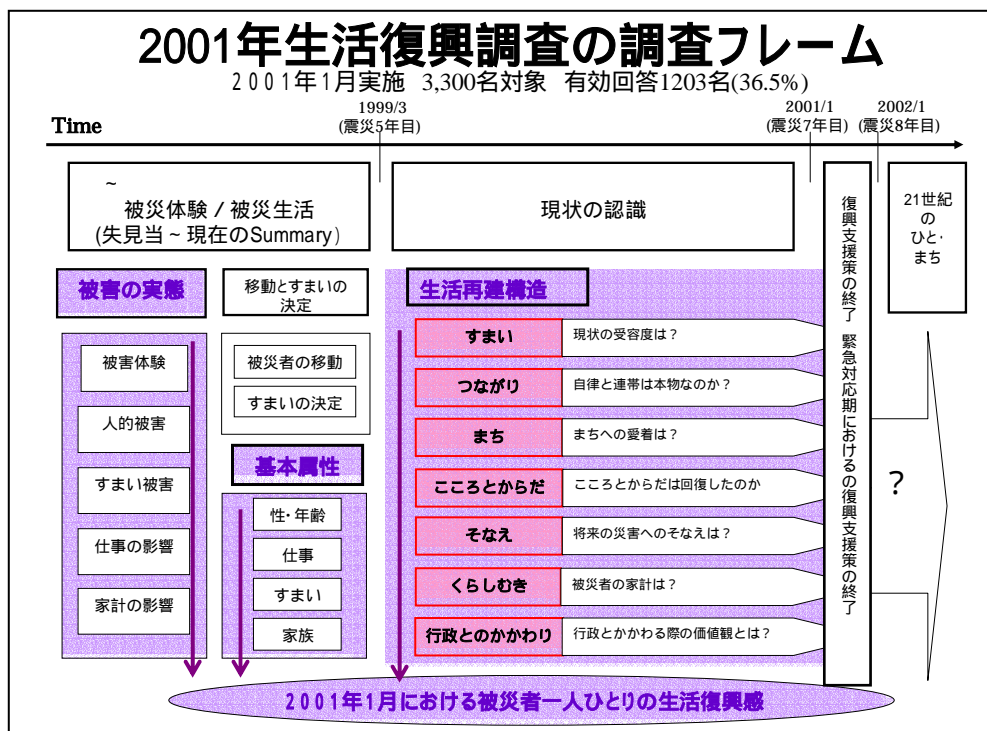 2001年生活復興調査の調査フレーム
2001年1月実施 3,300名対象 有効回答1203名(36.5%)
Time
1999/3
(震災5年目)
2001/1
(震災7年目)
2002/1
(震災8年目)
~
被災体験 / 被災生活
(失見当 ~ 現在のSummary)
現状の認識
復興支援策の終了 緊急対応期におけるの復興支援策の終了
21世紀
の
ひと・
まち
被害の実態
被害体験
人的被害
すまい被害
仕事の影響
家計の影響
移動とすまいの
決定
被災者の移動
すまいの決定
基本属性
性・年齢
仕事
すまい
家族
生活再建構造
すまい 現状の受容度は？
つながり 自律と連帯は本物なのか？
まち まちへの愛着は？
こころとからだ こころとからだは回復したのか
そなえ 将来の災害へのそなえは？
くらしむき 被災者の家計は？
行政とのかかわり 行政とかかわる際の価値観とは？
？
2001年1月における被災者一人ひとりの生活復興感